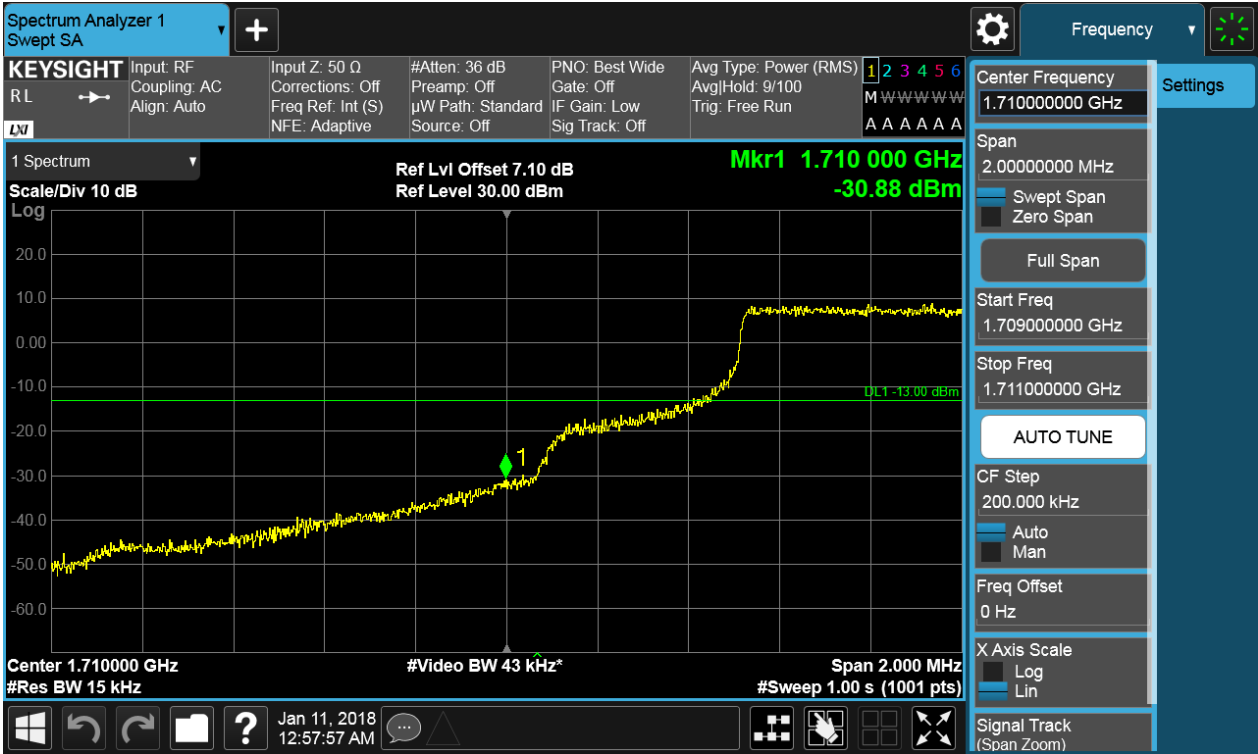 Spectrum Analyzer 1
Swept SA
+
Frequency
KEYSIGHT
RL
LXI
Input: RF
Coupling: AC
Align: Auto
Input Z: 50 Ω
Corrections: Off
Freq Ref: Int (S)
NFE: Adaptive
#Atten: 36 dB
Preamp: Off
µW Path: Standard
Source: Off
PNO: Best Wide
Gate: Off
IF Gain: Low
Sig Track: Off
Avg Type: Power (RMS)
Avg|Hold: 9/100
Trig: Free Run
1 2 3 4 5 6
M W W W W W
A A A A A A
1 Spectrum
Scale/Div 10 dB
Log
Ref Lvl Offset 7.10 dB
Ref Level 30.00 dBm
Mkr1 1.710 000 GHz
-30.88 dBm
20.0
10.0
0.00
-10.0
DL1 -13.00 dBm
-20.0
1
-30.0
-40.0
-50.0
-60.0
Center 1.710000 GHz
#Video BW 43 kHz*
Span 2.000 MHz
#Res BW 15 kHz
#Sweep 1.00 s (1001 pts)
?
Jan 11, 2018
12:57:57 AM
Center Frequency
1.710000000 GHz
Span
2.00000000 MHz
Swept Span
Zero Span
Full Span
Start Freq
1.709000000 GHz
Stop Freq
1.711000000 GHz
AUTO TUNE
CF Step
200.000 kHz
Auto
Man
Freq Offset
0 Hz
X Axis Scale
Log
Lin
Signal Track
(Span Zoom)
Settings